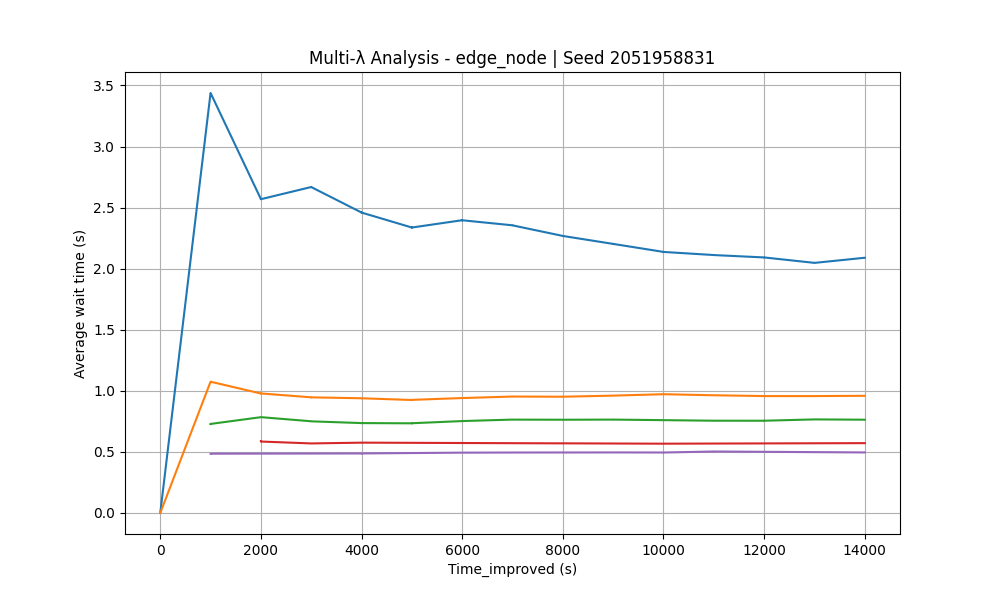 Multi-λ Analysis - edge_node | Seed 2051958831
Average wait time (s)
3.5
3.0
2.5
2.0
1.5
1.0
0.5
0.0
0 2000 4000 6000 8000 10000 12000 14000
Time_improved (s)